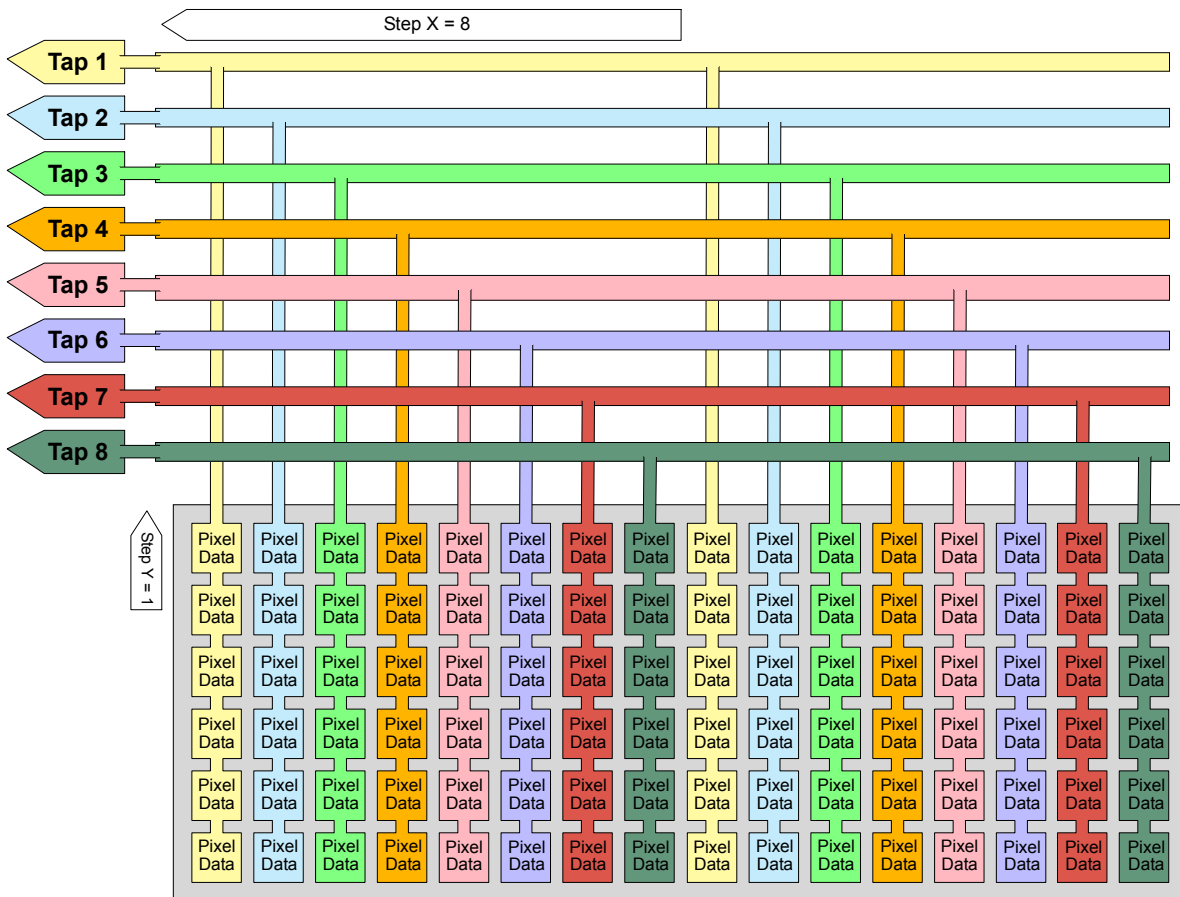 Step X = 8
Tap 1
Tap 2
Tap 3
Tap 4
Tap 5
Tap 6
Tap 7
Tap 8
Step Y = 1
Pixel Pixel Pixel Pixel Pixel Pixel Pixel Pixel Pixel Pixel Pixel Pixel Pixel Pixel Pixel Pixel
Data Data Data Data Data Data Data Data Data Data Data Data Data Data Data Data
Pixel Pixel Pixel Pixel Pixel Pixel Pixel Pixel Pixel Pixel Pixel Pixel Pixel Pixel Pixel Pixel
Data Data Data Data Data Data Data Data Data Data Data Data Data Data Data Data
Pixel Pixel Pixel Pixel Pixel Pixel Pixel Pixel Pixel Pixel Pixel Pixel Pixel Pixel Pixel Pixel
Data Data Data Data Data Data Data Data Data Data Data Data Data Data Data Data
Pixel Pixel Pixel Pixel Pixel Pixel Pixel Pixel Pixel Pixel Pixel Pixel Pixel Pixel Pixel Pixel
Data Data Data Data Data Data Data Data Data Data Data Data Data Data Data Data
Pixel Pixel Pixel Pixel Pixel Pixel Pixel Pixel Pixel Pixel Pixel Pixel Pixel Pixel Pixel Pixel
Data Data Data Data Data Data Data Data Data Data Data Data Data Data Data Data
Pixel Pixel Pixel Pixel Pixel Pixel Pixel Pixel Pixel Pixel Pixel Pixel Pixel Pixel Pixel Pixel
Data Data Data Data Data Data Data Data Data Data Data Data Data Data Data Data